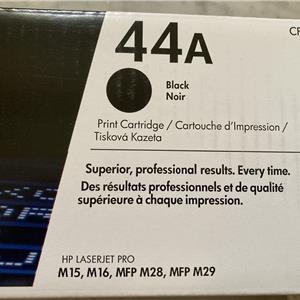 CF
44A
Black
Noir
Print Cartridge / Cartouche d'Impression /
Tisková Kazeta
Superior, professional results. Every time.
Des résultats professionnels et de qualité
supérieure à chaque impression.
HP LASERJET PRO
M15, M16, MFP M28, MFP M29